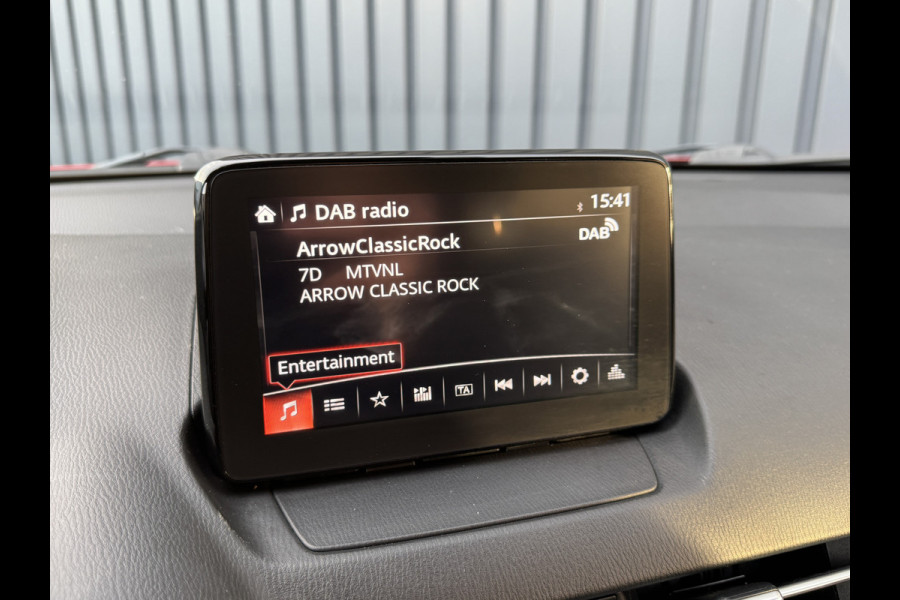 DAB radio 15:41
ArrowClassicRock DAB
7D MTVNL
ARROW CLASSIC ROCK
Entertainment
TA